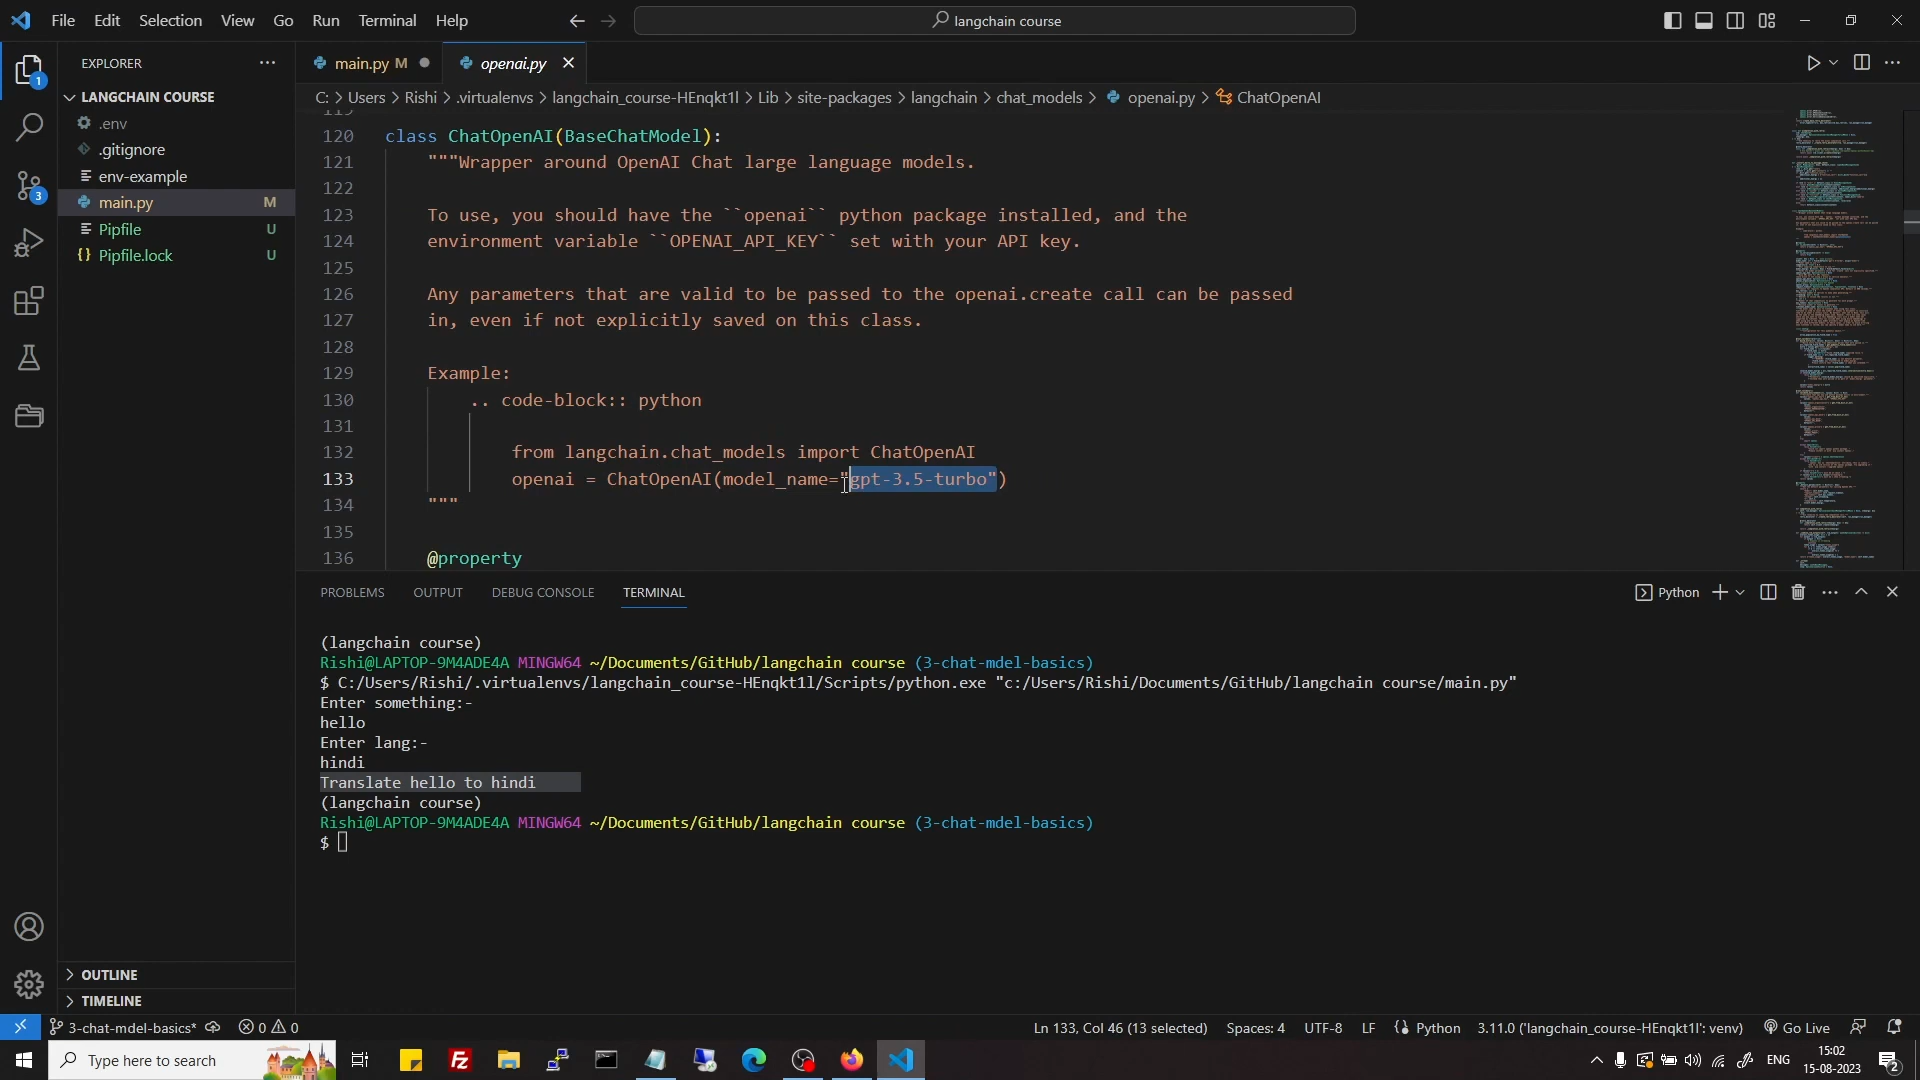 File Edit Selection View Go Run Terminal Help
langchain course
EXPLORER
main.py M
openai.py
LANGCHAIN COURSE
.env
.gitignore
env-example
main.py M
Pipfile U
Pipfile.lock U
OUTLINE
TIMELINE
C: > Users > Rishi > .virtualenvs > langchain_course-HEnqkt1l > Lib > site-packages > langchain > chat_models > openai.py > ChatOpenAI
120 class ChatOpenAI(BaseChatModel):
121 """Wrapper around OpenAI Chat large language models.
122
123 To use, you should have the ``openai`` python package installed, and the
124 environment variable ``OPENAI_API_KEY`` set with your API key.
125
126 Any parameters that are valid to be passed to the openai.create call can be passed
127 in, even if not explicitly saved on this class.
128
129 Example:
130 .. code-block:: python
131
132 from langchain.chat_models import ChatOpenAI
133 openai = ChatOpenAI(model_name="gpt-3.5-turbo")
134 """
135
136 @property
PROBLEMS OUTPUT DEBUG CONSOLE TERMINAL
Python
(langchain course)
Rishi@LAPTOP-9M4ADE4A MINGW64 ~/Documents/GitHub/langchain course (3-chat-mdel-basics)
$ C:/Users/Rishi/.virtualenvs/langchain_course-HEnqkt1l/Scripts/python.exe "c:/Users/Rishi/Documents/GitHub/langchain course/main.py"
Enter something:-
hello
Enter lang:-
hindi
Translate hello to hindi
(langchain course)
Rishi@LAPTOP-9M4ADE4A MINGW64 ~/Documents/GitHub/langchain course (3-chat-mdel-basics)
$
3-chat-mdel-basics* 0 0
Ln 133, Col 46 (13 selected) Spaces: 4 UTF-8 LF Python 3.11.0 ('langchain_course-HEnqkt1l': venv) Go Live
Type here to search
ENG
15:02
15-08-2023
2
1
3